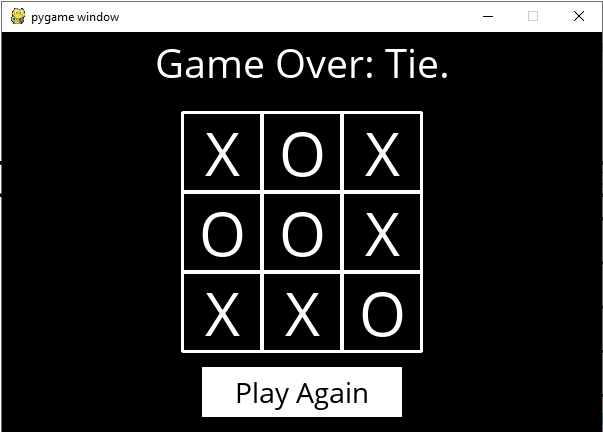 pygame window
Game Over: Tie.
X O X
O O X
X X O
Play Again